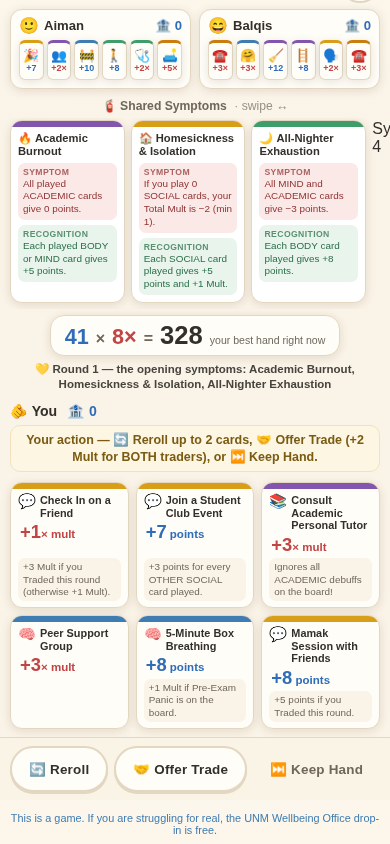 🙂 Aiman 🏦 0
😄 Balqis 🏦 0
+7 +2× +10 +8 +2× +5×
+3× +3× +12 +8 +2× +3×
🧯 Shared Symptoms · swipe ↔
🔥 Academic
Burnout
SYMPTOM
All played
ACADEMIC cards
give 0 points.
RECOGNITION
Each played BODY
or MIND card gives
+5 points.
🏠 Homesickness
& Isolation
SYMPTOM
If you play 0
SOCIAL cards, your
Total Mult is −2 (min
1).
RECOGNITION
Each SOCIAL card
played gives +5
points and +1 Mult.
🌙 All-Nighter
Exhaustion
SYMPTOM
All MIND and
ACADEMIC cards
give −3 points.
RECOGNITION
Each BODY card
played gives +8
points.
Sy
4
41 × 8× = 328 your best hand right now
💛 Round 1 — the opening symptoms: Academic Burnout,
Homesickness & Isolation, All-Nighter Exhaustion
🫵 You 🏦 0
Your action — 🔄 Reroll up to 2 cards, 🤝 Offer Trade (+2
Mult for BOTH traders), or ⏭️ Keep Hand.
💬 Check In on a
Friend
+1× mult
+3 Mult if you
Traded this round
(otherwise +1 Mult).
💬 Join a Student
Club Event
+7 points
+3 points for every
OTHER SOCIAL
card played.
📚 Consult
Academic
Personal Tutor
+3× mult
Ignores all
ACADEMIC debuffs
on the board!
🧠 Peer Support
Group
+3× mult
🧠 5-Minute Box
Breathing
+8 points
+1 Mult if Pre-Exam
Panic is on the
board.
💬 Mamak
Session with
Friends
+8 points
+5 points if you
Traded this round.
🔄 Reroll
🤝 Offer Trade
⏭️ Keep Hand
This is a game. If you are struggling for real, the UNM Wellbeing Office drop-
in is free.